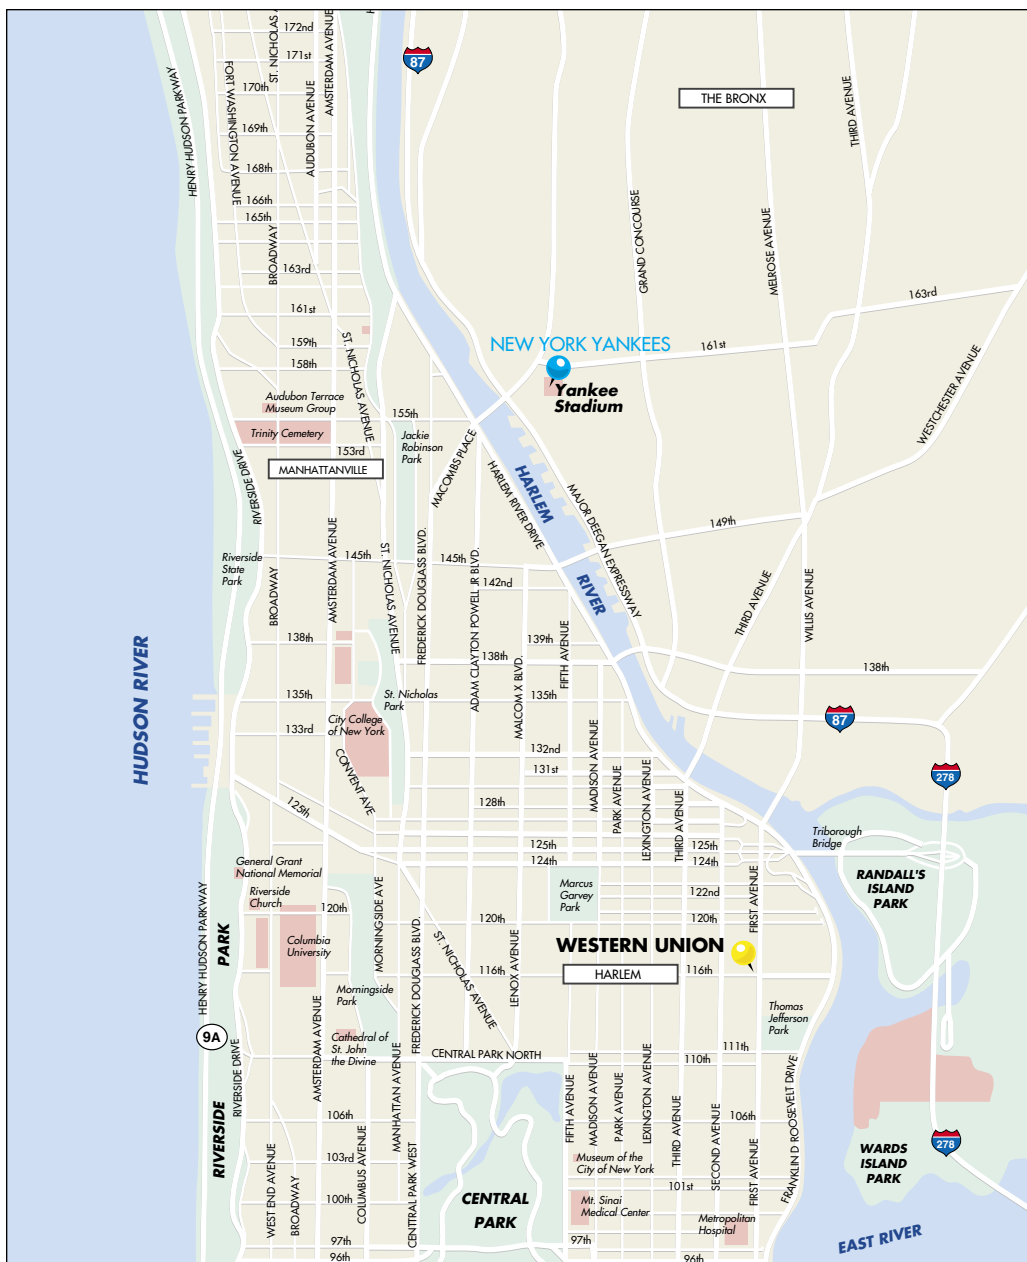 172nd
ST. NICHOLAS A
AMSTERDAM AVENUE
H
171st
87
FORT WASHINGTON AVENUE
170th
THE BRONX
AUDUBON AVENUE
THIRD AVENUE
HENRY HUDSON PARKWAY
169th
168th
166th
165th
GRAND CONCOURSE
MELROSE AVENUE
BROADWAY
163rd
163rd
161st
159th
158th
ST. NICHOLAS AVENUE
NEW YORK YANKEES
161st
Yankee
Stadium
WESTCHESTER AVENUE
Audubon Terrace
Museum Group
155th
Trinity Cemetery
153rd
Jackie
Robinson
Park
MANHATTANVILLE
RIVERSIDE DRIVE
MACOMBS PLACE
HARLEM RIVER DRIVE
HARLEM
RIVER
MAJOR DEEGAN EXPRESSWAY
149th
Riverside
State
Park
145th
145th
142nd
BROADWAY
AMSTERDAM AVENUE
ST. NICHOLAS AVENUE
FREDERICK DOUGLASS BLVD.
ADAM CLAYTON POWELL JR BLVD.
MALCOM X BLVD.
FIFTH AVENUE
THIRD AVENUE
WILLIS AVENUE
138th
139th
138th
138th
HUDSON RIVER
135th
St. Nicholas
Park
135th
133rd
City College
of New York
87
CONVENT AVE
132nd
131st
MADISON AVENUE
PARK AVENUE
LEXINGTON AVENUE
THIRD AVENUE
278
125th
128th
125th
124th
125th
124th
Triborough
Bridge
General Grant
National Memorial
Riverside
Church
120th
Marcus
Garvey
Park
122nd
120th
120th
FIRST AVENUE
RANDALL'S
ISLAND
PARK
HENRY HUDSON PARKWAY
PARK
MORNINGSIDE AVE
FREDERICK DOUGLASS BLVD.
ST. NICHOLAS AVENUE
LENOX AVENUE
Columbia
University
WESTERN UNION
HARLEM
116th
116th
Morningside
Park
Thomas
Jefferson
Park
9A
Cathedral of
St. John
the Divine
AMSTERDAM AVENUE
RIVERSIDE DRIVE
CENTRAL PARK NORTH
111th
110th
RIVERSIDE
MANHATTAN AVENUE
FIFTH AVENUE
MADISON AVENUE
PARK AVENUE
LEXINGTON AVENUE
THIRD AVENUE
SECOND AVENUE
FIRST AVENUE
FRANKLIN D ROOSEVELT DRIVE
106th
106th
278
WARDS
ISLAND
PARK
103rd
Museum of the
City of New York
101st
WEST END AVENUE
BROADWAY
COLUMBUS AVENUE
CENTTRAL PARK WEST
100th
CENTRAL
PARK
Mt. Sinai
Medical Center
Metropolitan
Hospital
EAST RIVER
97th
96th
97th
96th